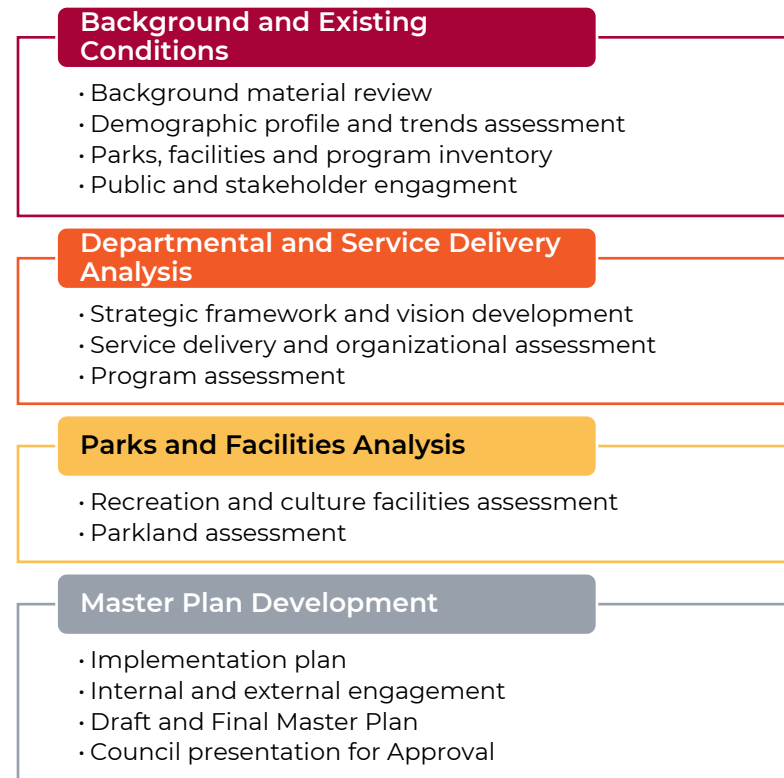 Background and Existing
Conditions
· Background material review
· Demographic profile and trends assessment
· Parks, facilities and program inventory
· Public and stakeholder engagment
Departmental and Service Delivery
Analysis
· Strategic framework and vision development
· Service delivery and organizational assessment
· Program assessment
Parks and Facilities Analysis
· Recreation and culture facilities assessment
· Parkland assessment
Master Plan Development
· Implementation plan
· Internal and external engagement
· Draft and Final Master Plan
· Council presentation for Approval